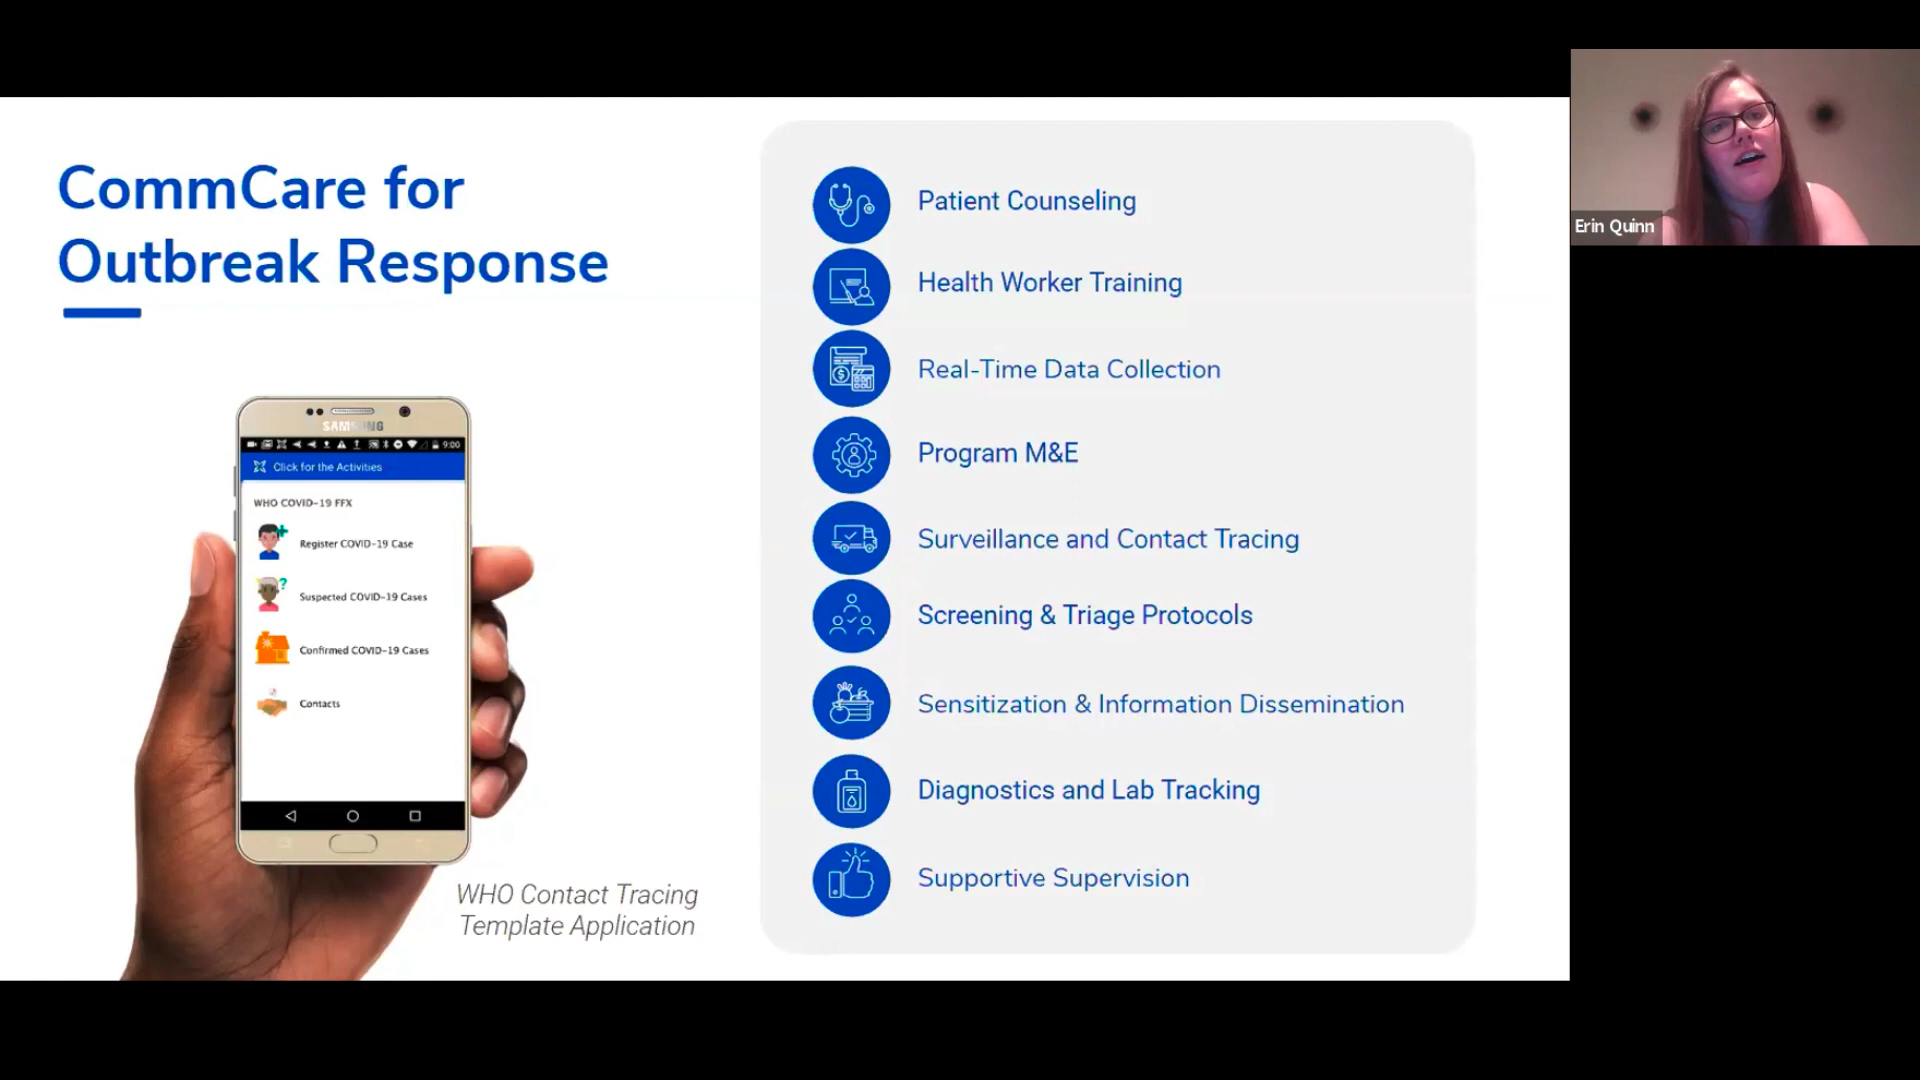 CommCare for
Outbreak Response
SAMSUNG
9:00
Click for the Activities
WHO COVID-19 FFX
Register COVID-19 Case
Suspected COVID-19 Cases
Confirmed COVID-19 Cases
Contacts
WHO Contact Tracing
Template Application
Patient Counseling
Health Worker Training
Real-Time Data Collection
Program M&E
Surveillance and Contact Tracing
Screening & Triage Protocols
Sensitization & Information Dissemination
Diagnostics and Lab Tracking
Supportive Supervision
Erin Quinn